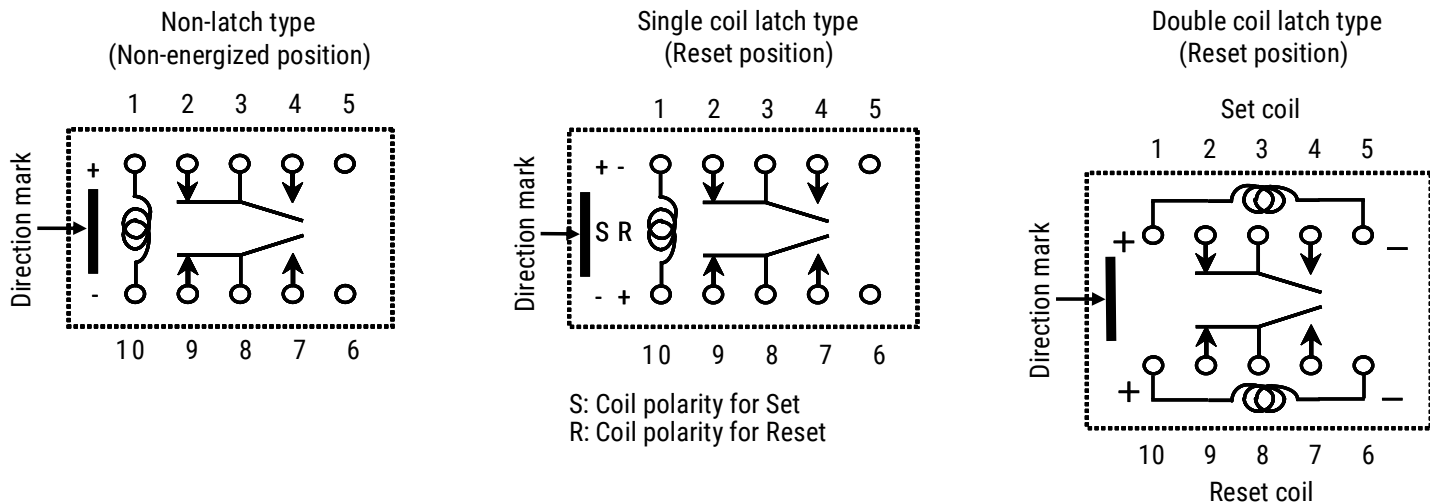 Non-latch type
(Non-energized position)
1 2 3 4 5
Direction mark
+
-
10 9 8 7 6
Single coil latch type
(Reset position)
1 2 3 4 5
Direction mark
+ -
S R
- +
10 9 8 7 6
S: Coil polarity for Set
R: Coil polarity for Reset
Double coil latch type
(Reset position)
Set coil
1 2 3 4 5
Direction mark
+ –
+ –
10 9 8 7 6
Reset coil